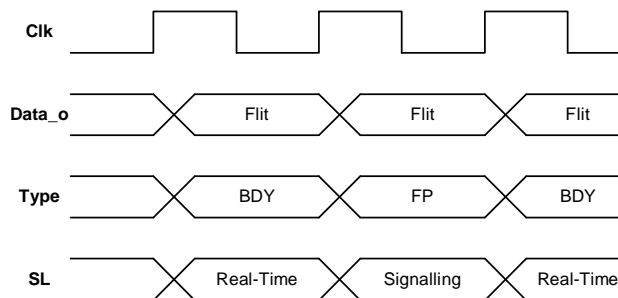 Clk
Data_o Flit Flit Flit
Type BDY FP BDY
SL Real-Time Signalling Real-Time